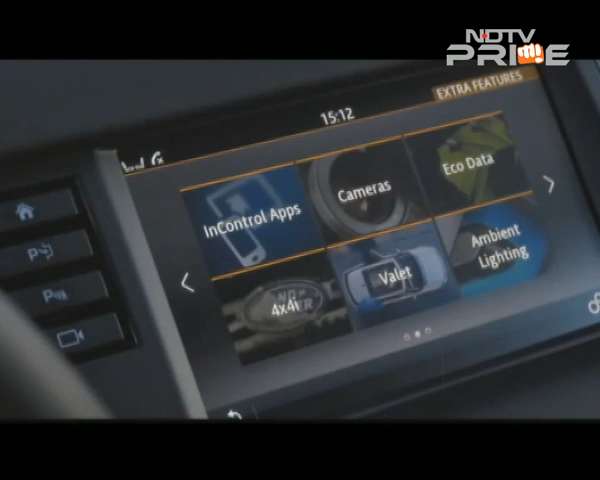 NDTV
PRIME
EXTRA FEATURES
15:12
InControl Apps
Cameras
Eco Data
4x4i
Valet
Ambient
Lighting